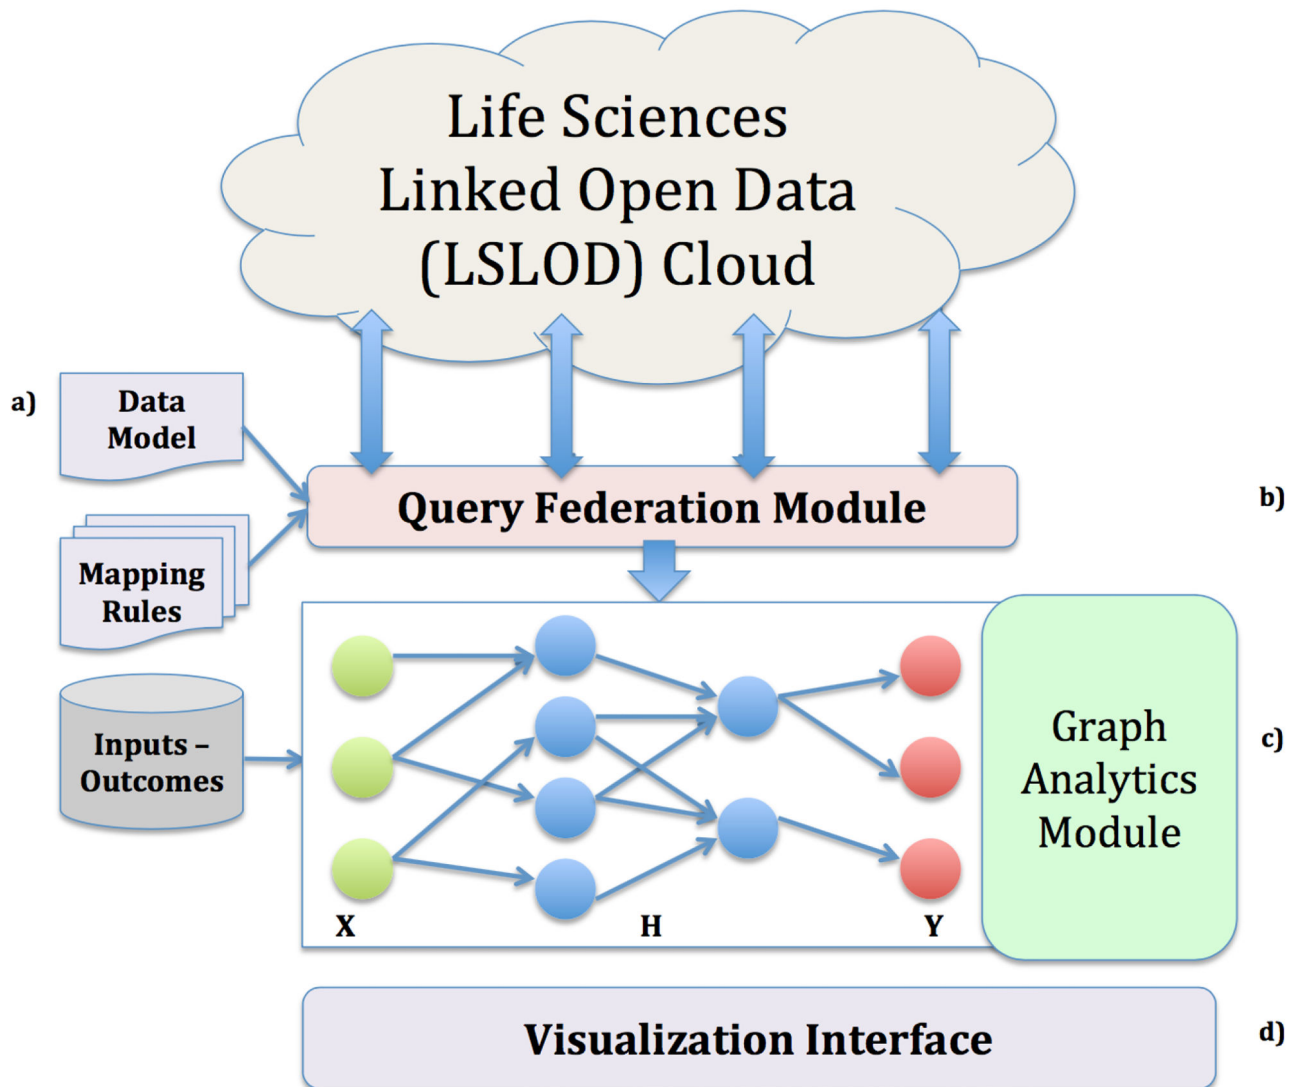 Life Sciences
Linked Open Data
(LSLOD) Cloud
a)
Data
Model
Query Federation Module
b)
Mapping
Rules
Inputs –
Outcomes
X
H
Y
Graph
Analytics
Module
c)
Visualization Interface
d)